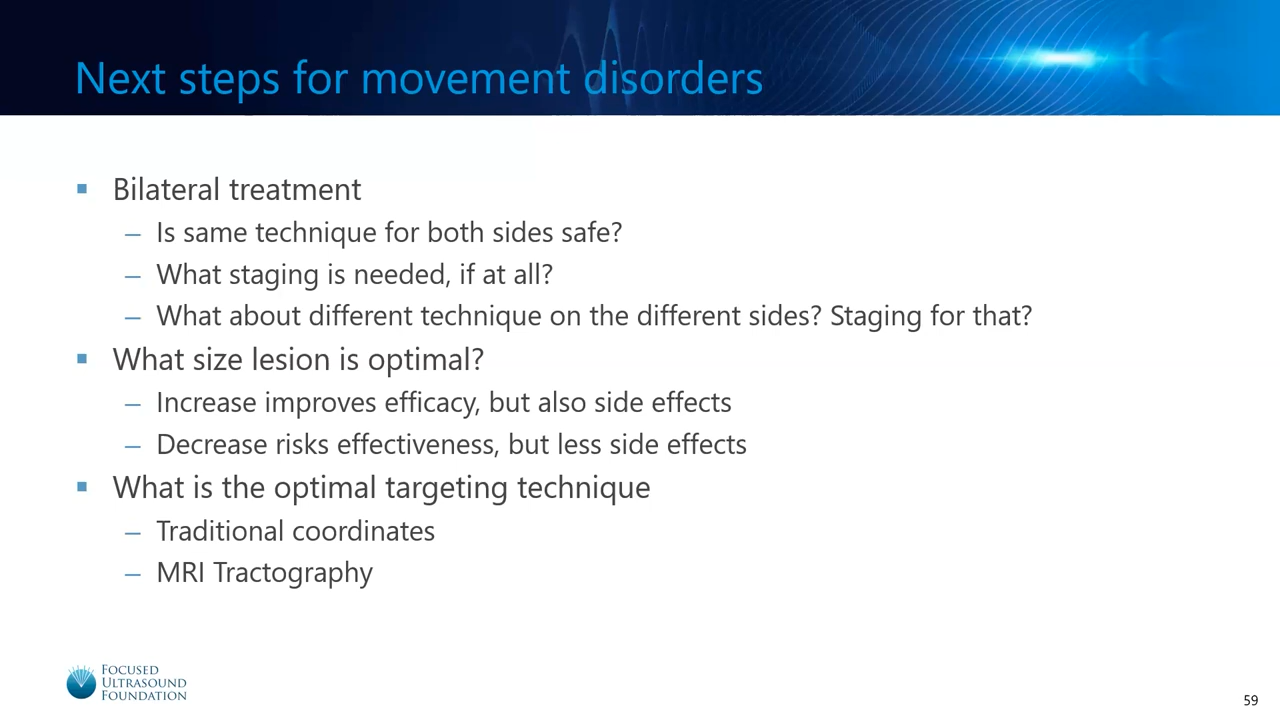 Next steps for movement disorders
▪ Bilateral treatment
– Is same technique for both sides safe?
– What staging is needed, if at all?
– What about different technique on the different sides? Staging for that?
▪ What size lesion is optimal?
– Increase improves efficacy, but also side effects
– Decrease risks effectiveness, but less side effects
▪ What is the optimal targeting technique
– Traditional coordinates
– MRI Tractography
FOCUSED
ULTRASOUND
FOUNDATION
59